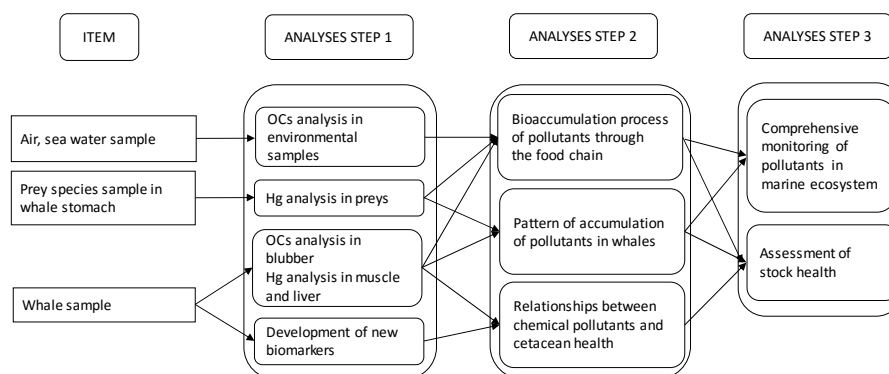 ITEM
ANALYSES STEP 1
ANALYSES STEP 2
ANALYSES STEP 3
Air, sea water sample
Prey species sample in
whale stomach
Whale sample
OCs analysis in
environmental
samples
Hg analysis in preys
OCs analysis in
blubber
Hg analysis in muscle
and liver
Development of new
biomarkers
Bioaccumulation process
of pollutants through
the food chain
Pattern of accumulation
of pollutants in whales
Relationships between
chemical pollutants and
cetacean health
Comprehensive
monitoring of
pollutants in
marine ecosystem
Assessment of
stock health